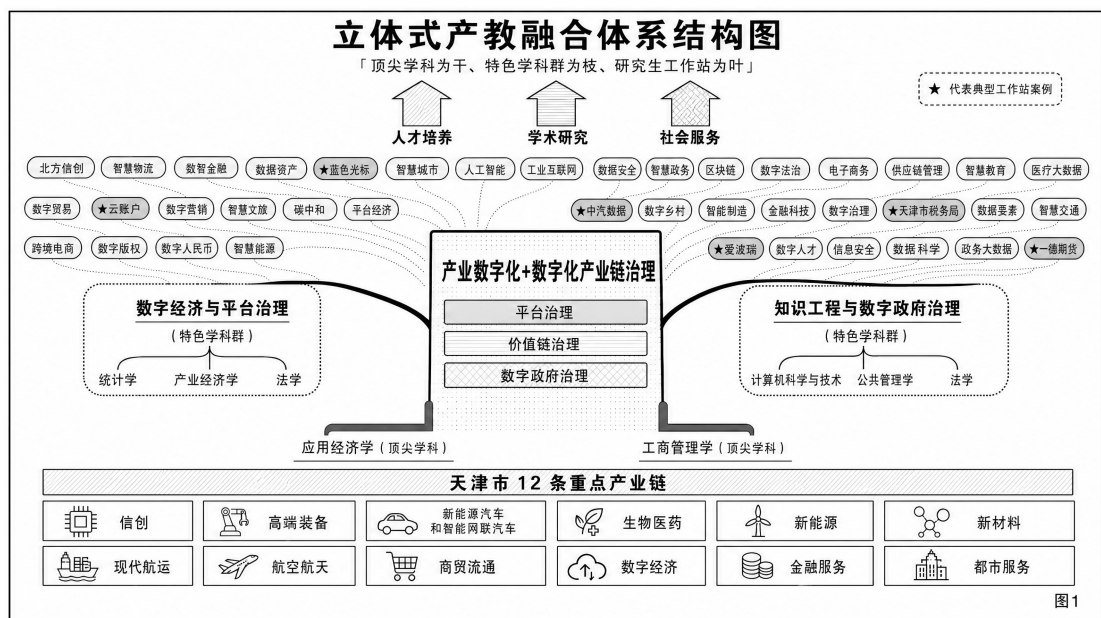 立体式产教融合体系结构图
「顶尖学科为干、特色学科群为枝、研究生工作站为叶」
★ 代表典型工作站案例
人才培养
学术研究
社会服务
北方信创
智慧物流
数智金融
数据资产
★蓝色光标
智慧城市
人工智能
工业互联网
数据安全
智慧政务
区块链
数字法治
电子商务
供应链管理
智慧教育
医疗大数据
数字贸易
★云账户
数字营销
智慧文旅
碳中和
平台经济
★中汽数据
数字乡村
智能制造
金融科技
数字治理
★天津市税务局
数据要素
智慧交通
跨境电商
数字版权
数字人民币
智慧能源
★爱波瑞
数字人才
信息安全
数据科学
政务大数据
★一德期货
产业数字化+数字化产业链治理
平台治理
价值链治理
数字政府治理
数字经济与平台治理
(特色学科群)
统计学
产业经济学
法学
知识工程与数字政府治理
(特色学科群)
计算机科学与技术
公共管理学
法学
应用经济学(顶尖学科)
工商管理学(顶尖学科)
天津市12条重点产业链
信创
高端装备
新能源汽车
和智能网联汽车
生物医药
新能源
新材料
现代航运
航空航天
商贸流通
数字经济
金融服务
都市服务
图1